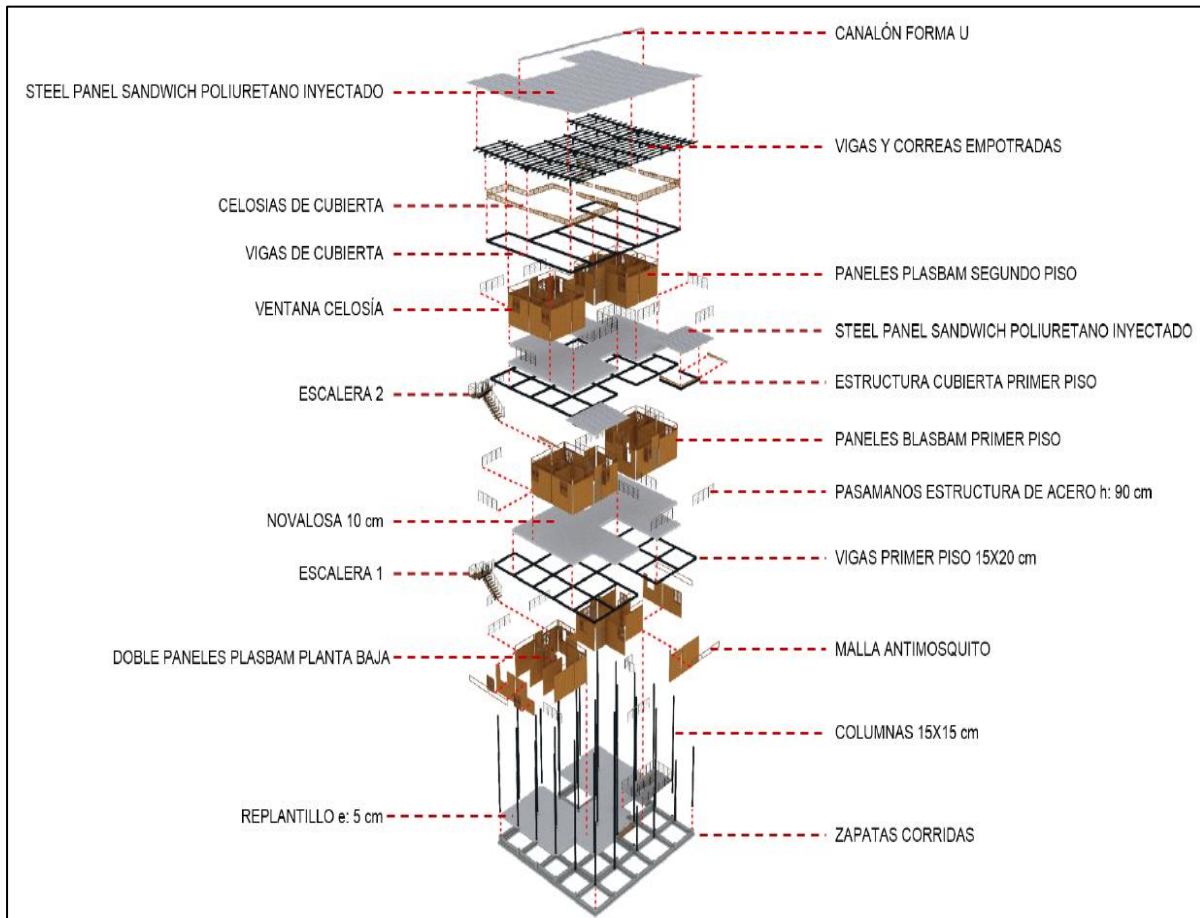 CANALÓN FORMA U
STEEL PANEL SANDWICH POLIURETANO INYECTADO
VIGAS Y CORREAS EMPOTRADAS
CELOSIAS DE CUBIERTA
VIGAS DE CUBIERTA
PANELES PLASBAM SEGUNDO PISO
VENTANA CELOSÍA
STEEL PANEL SANDWICH POLIURETANO INYECTADO
ESTRUCTURA CUBIERTA PRIMER PISO
ESCALERA 2
PANELES BLASBAM PRIMER PISO
PASAMANOS ESTRUCTURA DE ACERO h: 90 cm
NOVALOSA 10 cm
VIGAS PRIMER PISO 15X20 cm
ESCALERA 1
MALLA ANTIMOSQUITO
DOBLE PANELES PLASBAM PLANTA BAJA
COLUMNAS 15X15 cm
REPLANTILLO e: 5 cm
ZAPATAS CORRIDAS